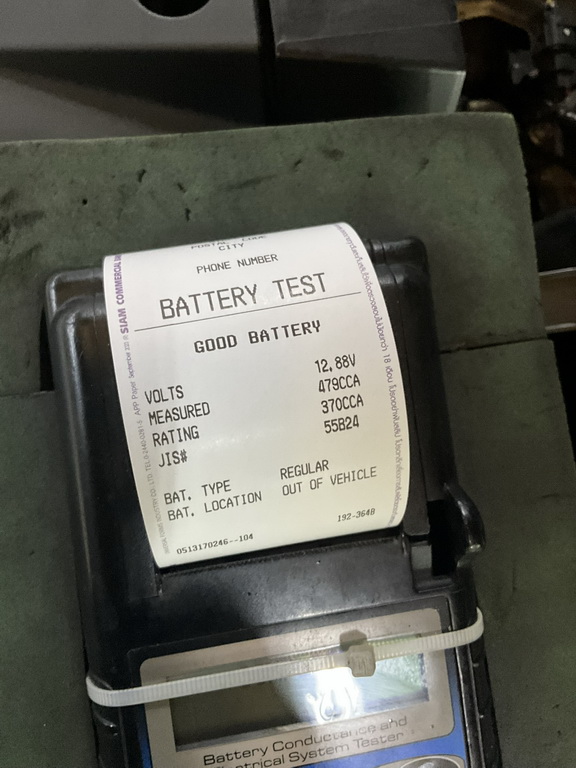 CITY
PHONE NUMBER
BATTERY TEST
GOOD BATTERY
VOLTS 12.88V
MEASURED 479CCA
RATING 370CCA
JIS# 55B24
BAT. TYPE REGULAR
BAT. LOCATION OUT OF VEHICLE
192-364B
0513170246--104
SIAM COMMERCIAL
Battery Conductance and
Electrical System Tester